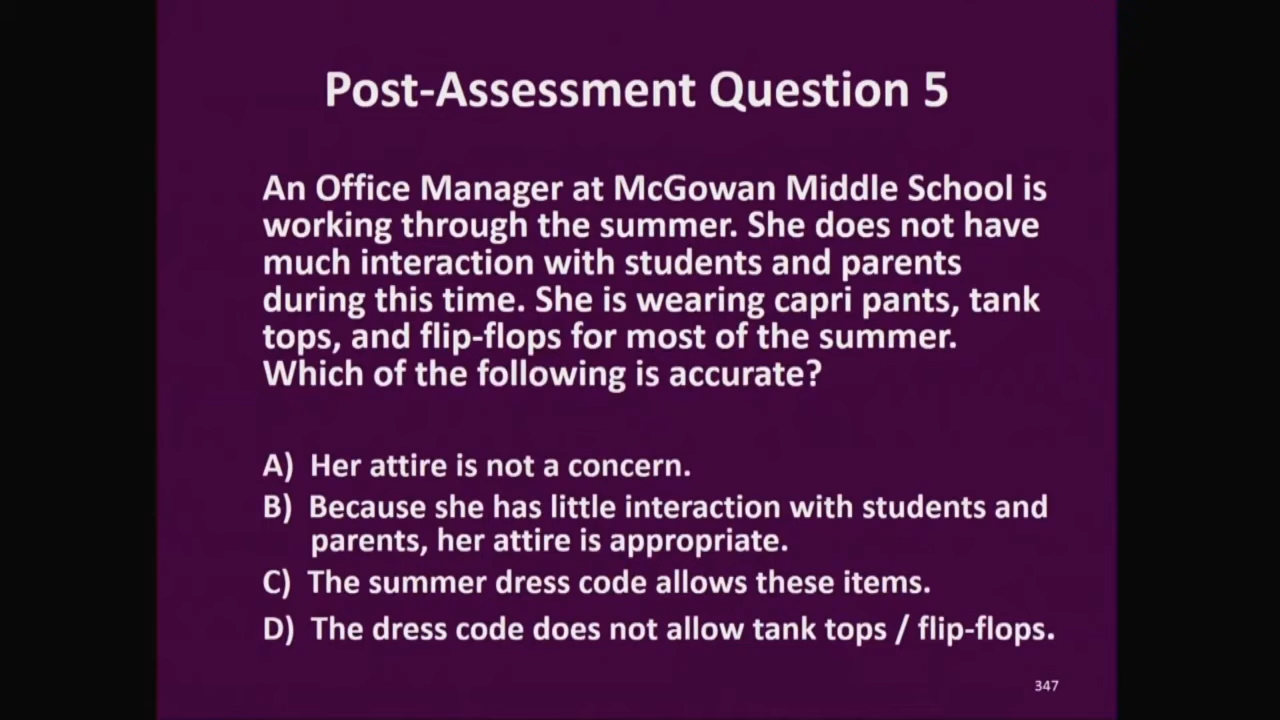 Post-Assessment Question 5
An Office Manager at McGowan Middle School is
working through the summer. She does not have
much interaction with students and parents
during this time. She is wearing capri pants, tank
tops, and flip-flops for most of the summer.
Which of the following is accurate?
A) Her attire is not a concern.
B) Because she has little interaction with students and
parents, her attire is appropriate.
C) The summer dress code allows these items.
D) The dress code does not allow tank tops / flip-flops.
347